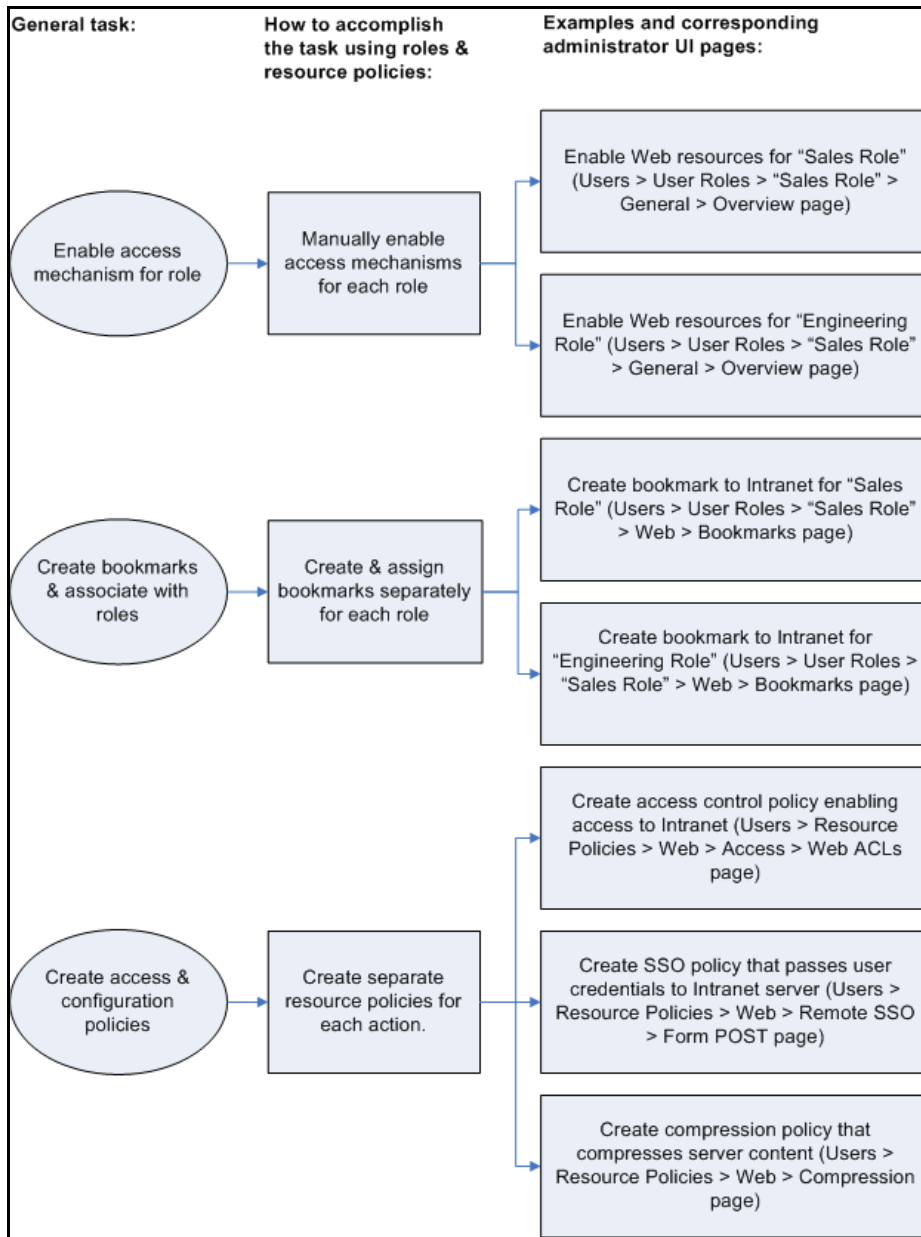 General task:
How to accomplish
the task using roles &
resource policies:
Examples and corresponding
administrator UI pages:
Enable access
mechanism for role
Manually enable
access mechanisms
for each role
Enable Web resources for “Sales Role”
(Users > User Roles > “Sales Role” >
General > Overview page)
Enable Web resources for “Engineering
Role” (Users > User Roles > “Sales Role”
> General > Overview page)
Create bookmarks
& associate with
roles
Create & assign
bookmarks separately
for each role
Create bookmark to Intranet for “Sales
Role” (Users > User Roles > “Sales Role”
> Web > Bookmarks page)
Create bookmark to Intranet for
“Engineering Role” (Users > User Roles >
“Sales Role” > Web > Bookmarks page)
Create access &
configuration
policies
Create separate
resource policies for
each action.
Create access control policy enabling
access to Intranet (Users > Resource
Policies > Web > Access > Web ACLs
page)
Create SSO policy that passes user
credentials to Intranet server (Users >
Resource Policies > Web > Remote SSO
> Form POST page)
Create compression policy that
compresses server content (Users >
Resource Policies > Web > Compression
page)